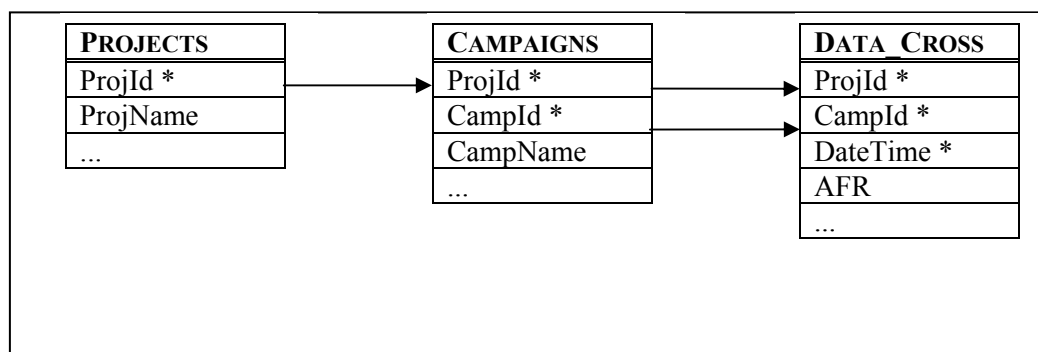 PROJECTS
ProjId *
ProjName
...
CAMPAIGNS
ProjId *
CampId *
CampName
...
DATA_CROSS
ProjId *
CampId *
DateTime *
AFR
...